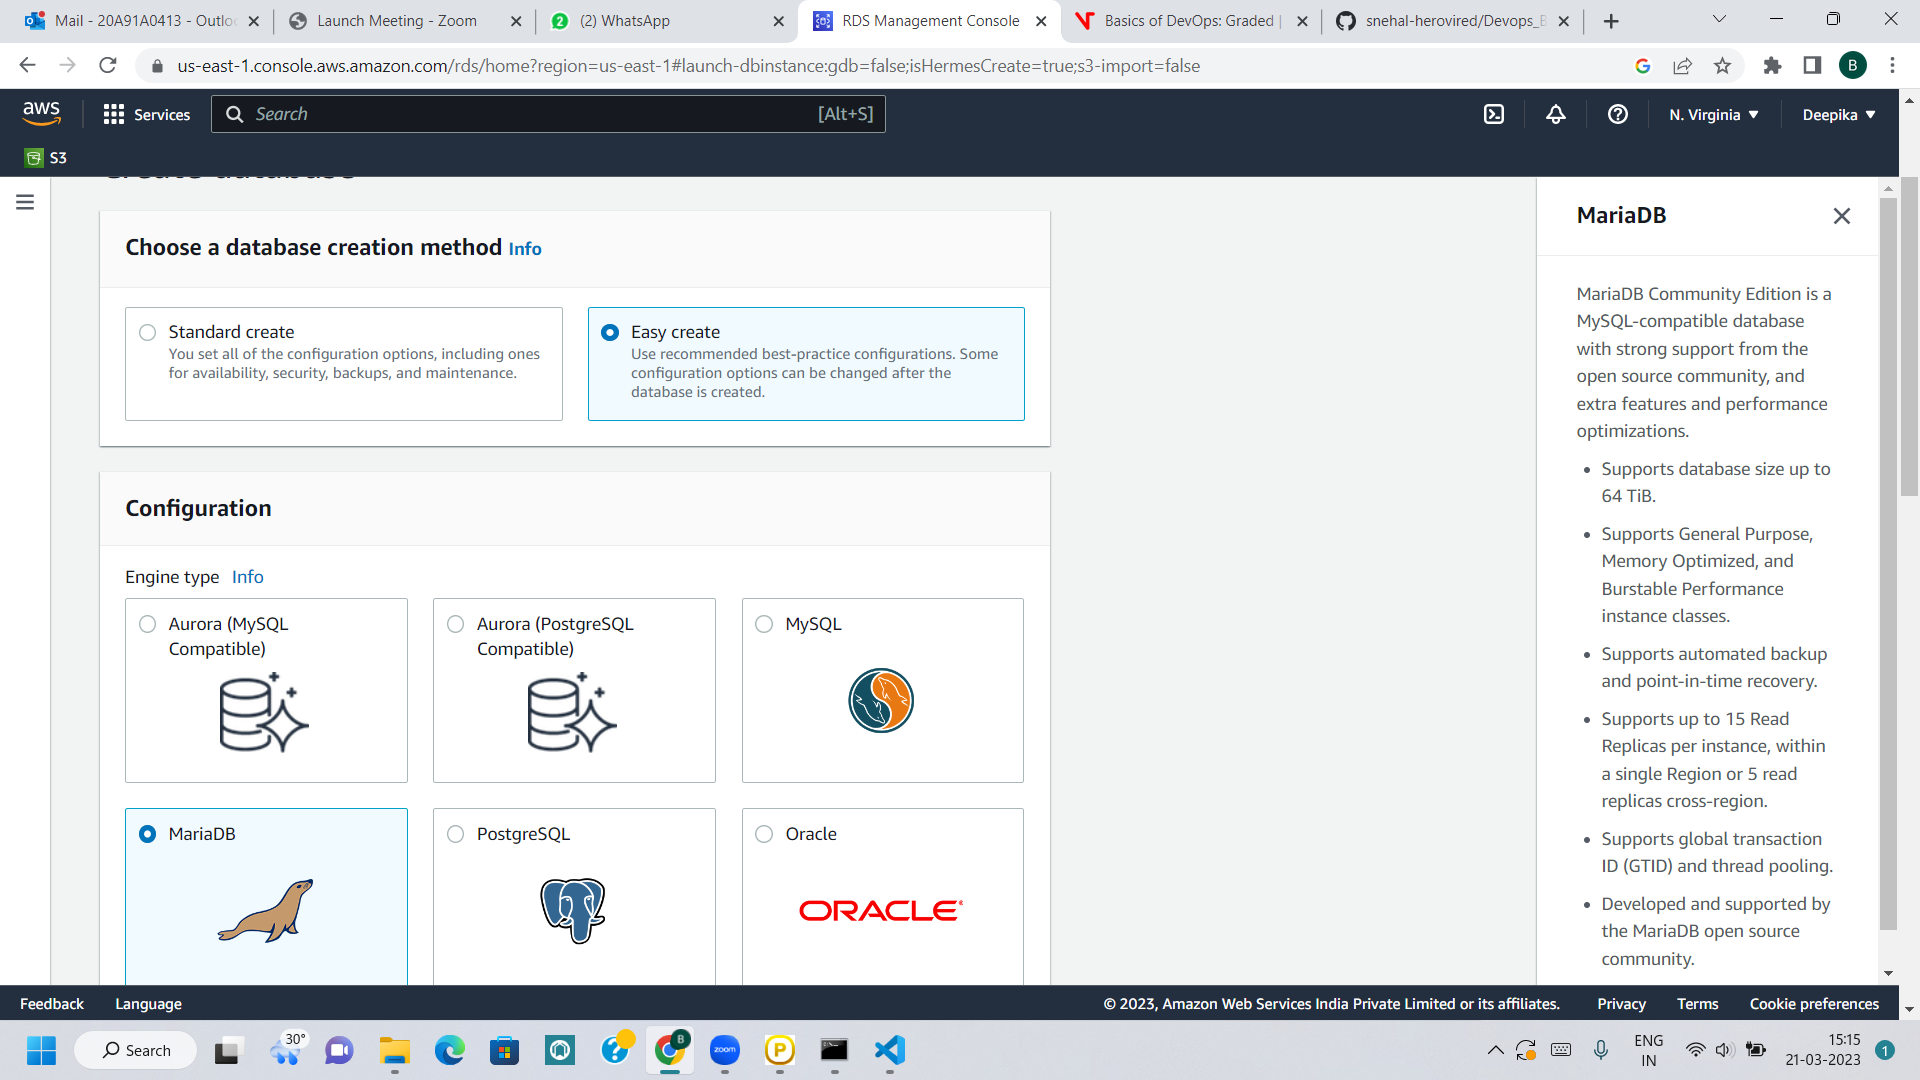 Mail - 20A91A0413 - Outlo
Launch Meeting - Zoom
(2) WhatsApp
RDS Management Console
Basics of DevOps: Graded |
snehal-herovired/Devops_B
us-east-1.console.aws.amazon.com/rds/home?region=us-east-1#launch-dbinstance:gdb=false;isHermesCreate=true;s3-import=false
B
aws
Services
Search
[Alt+S]
N. Virginia
Deepika
S3
Create database
Choose a database creation method Info
Standard create
You set all of the configuration options, including ones
for availability, security, backups, and maintenance.
Easy create
Use recommended best-practice configurations. Some
configuration options can be changed after the
database is created.
Configuration
Engine type Info
Aurora (MySQL
Compatible)
Aurora (PostgreSQL
Compatible)
MySQL
MariaDB
PostgreSQL
Oracle
ORACLE
MariaDB
MariaDB Community Edition is a
MySQL-compatible database
with strong support from the
open source community, and
extra features and performance
optimizations.
• Supports database size up to
64 TiB.
• Supports General Purpose,
Memory Optimized, and
Burstable Performance
instance classes.
• Supports automated backup
and point-in-time recovery.
• Supports up to 15 Read
Replicas per instance, within
a single Region or 5 read
replicas cross-region.
• Supports global transaction
ID (GTID) and thread pooling.
• Developed and supported by
the MariaDB open source
community.
Feedback
Language
© 2023, Amazon Web Services India Private Limited or its affiliates.
Privacy
Terms
Cookie preferences
Search
30°
B
zoom
P
ENG
IN
15:15
21-03-2023
1